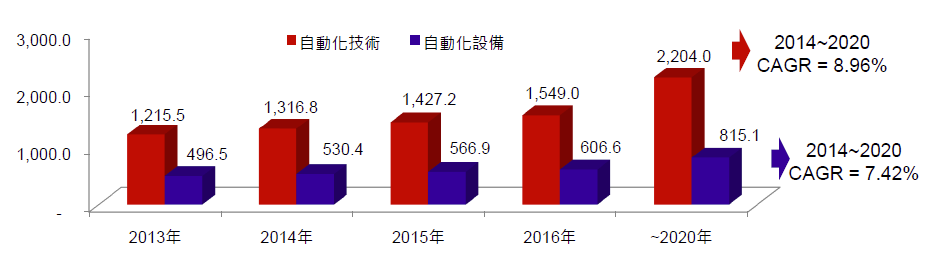 3,000.0
2,000.0
1,000.0
-
自動化技術
自動化設備
1,215.5
496.5
1,316.8
530.4
1,427.2
566.9
1,549.0
606.6
2,204.0
815.1
2014~2020
CAGR = 8.96%
2014~2020
CAGR = 7.42%
2013年
2014年
2015年
2016年
~2020年